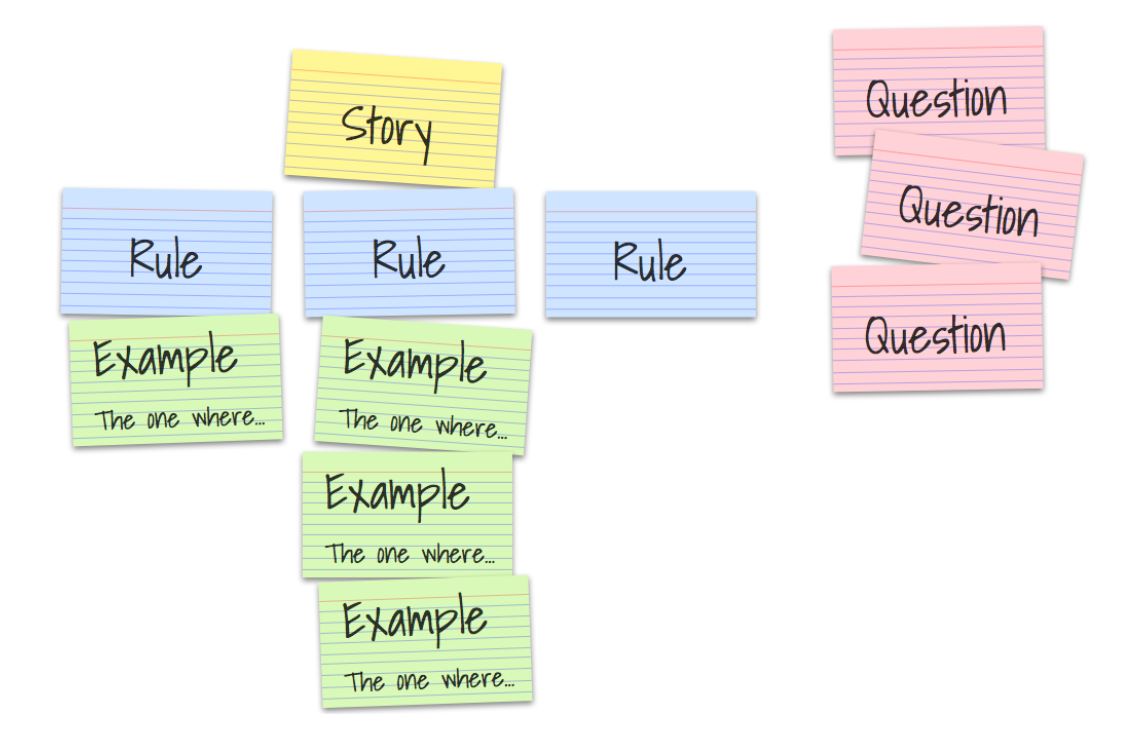 Story
Rule
Rule
Rule
Example
The one where...
Example
The one where...
Example
The one where...
Example
The one where...
Question
Question
Question